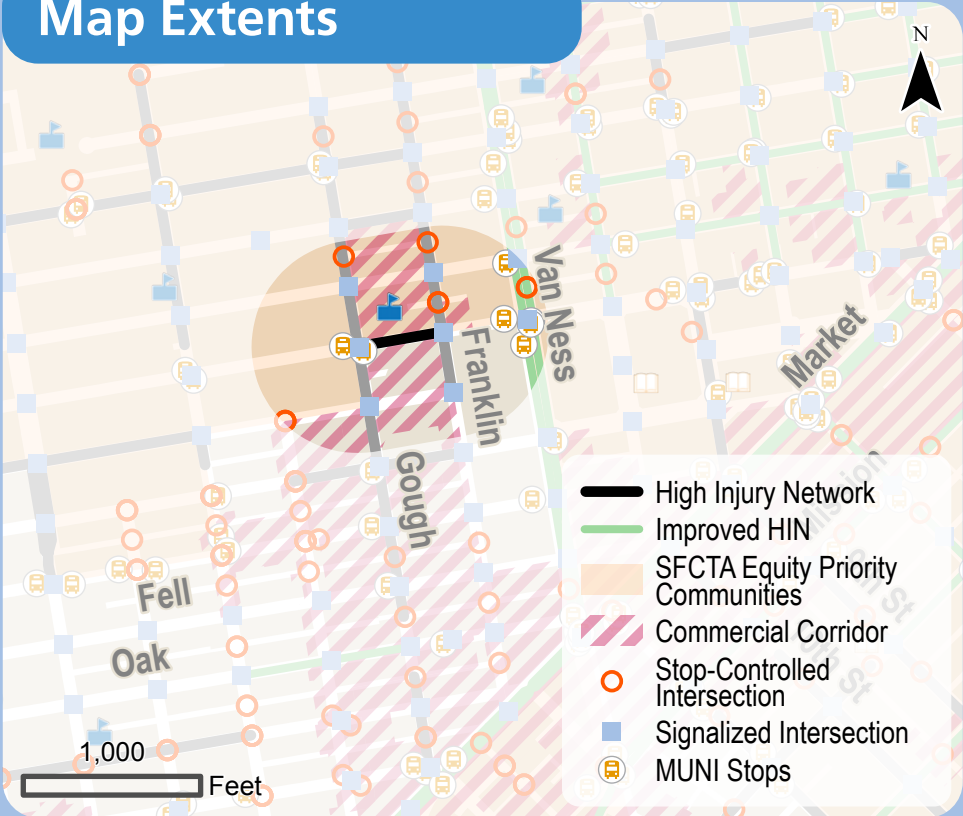 Map Extents
N
Van Ness
Market
Franklin
Gough
Mission
Fell
Oak
1,000
Feet
High Injury Network
Improved HIN
SFCTA Equity Priority
Communities
Commercial Corridor
Stop-Controlled
Intersection
Signalized Intersection
MUNI Stops